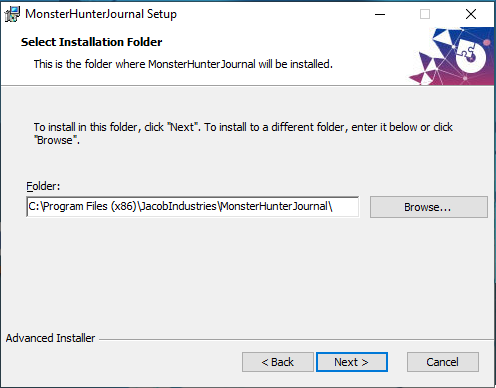 MonsterHunterJournal Setup
Select Installation Folder
This is the folder where MonsterHunterJournal will be installed.
To install in this folder, click "Next". To install to a different folder, enter it below or click
"Browse".
Folder:
C:\Program Files (x86)\JacobIndustries\MonsterHunterJournal\
Browse...
Advanced Installer
< Back
Next >
Cancel